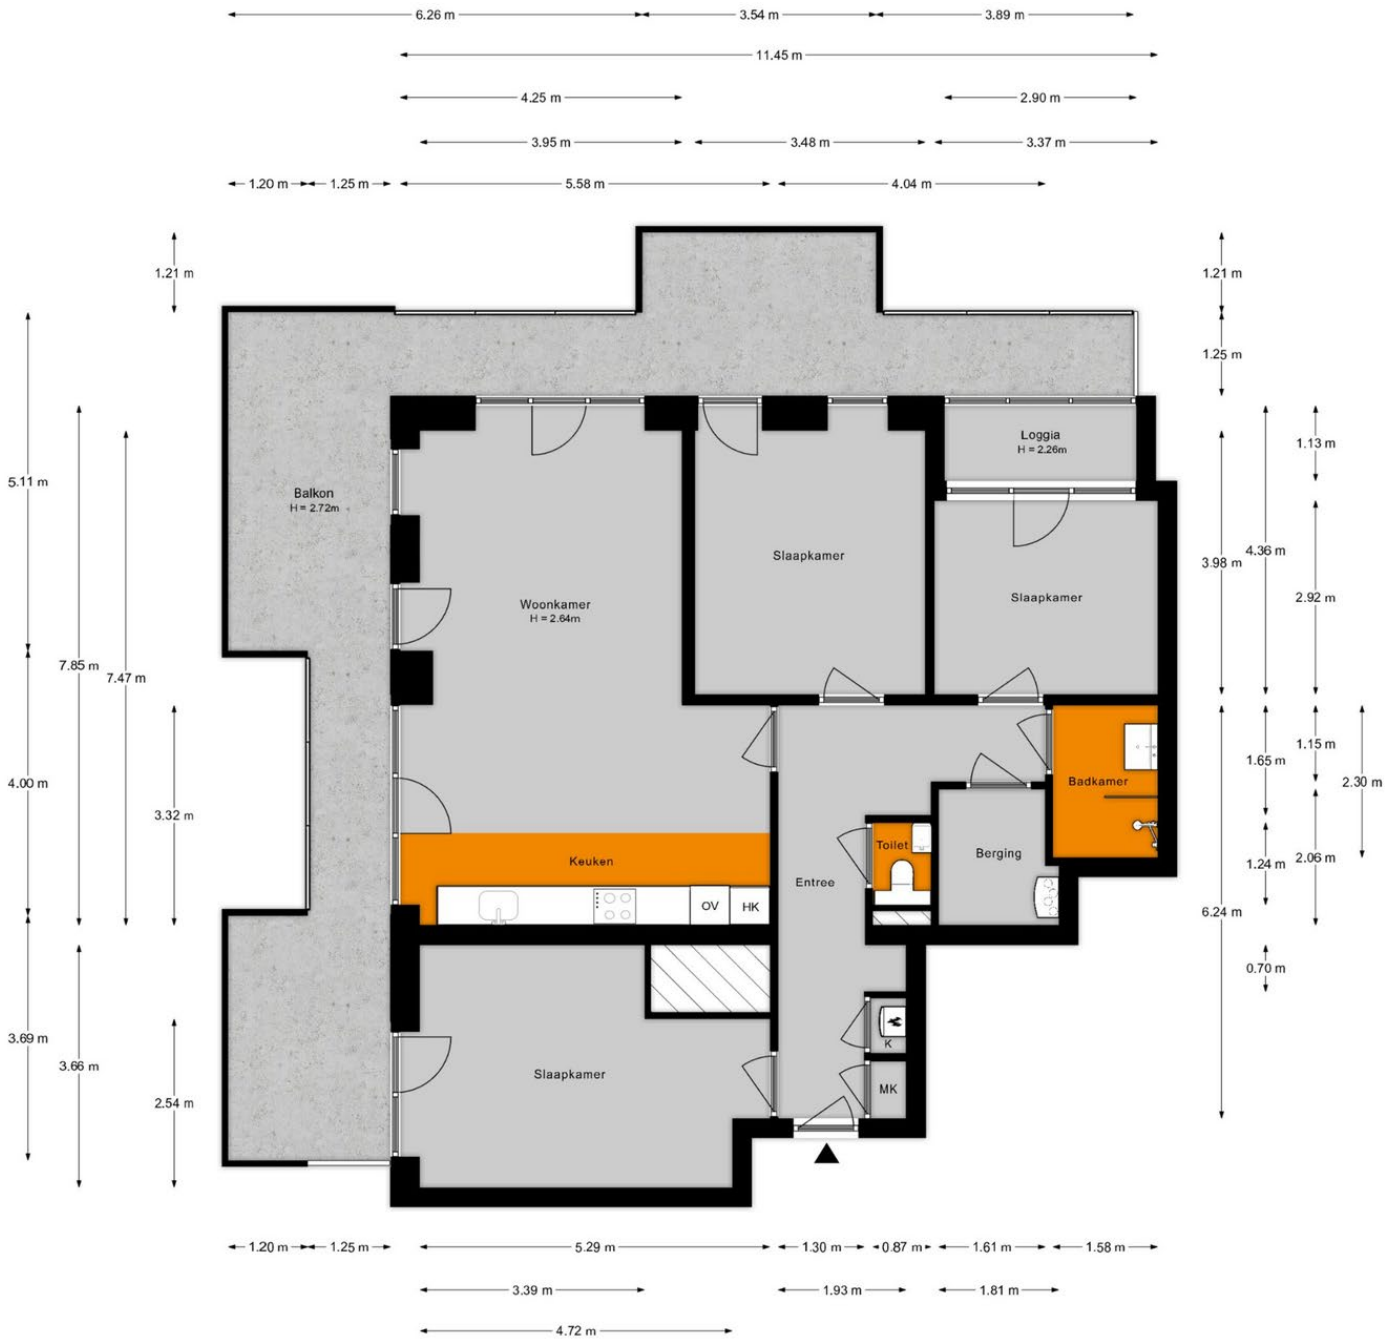 6.26 m
3.54 m
3.89 m
11.45 m
4.25 m
2.90 m
3.95 m
3.48 m
3.37 m
1.20 m
1.25 m
5.58 m
4.04 m
1.21 m
1.21 m
1.25 m
5.11 m
7.85 m
7.47 m
4.00 m
3.32 m
3.69 m
3.66 m
2.54 m
Balkon
H = 2.72m
Woonkamer
H = 2.64m
Slaapkamer
Loggia
H = 2.26m
Slaapkamer
Badkamer
Keuken
OV
HK
Toilet
Berging
Entree
K
MK
Slaapkamer
3.98 m
4.36 m
1.13 m
2.92 m
1.65 m
1.15 m
2.30 m
1.24 m
2.06 m
6.24 m
0.70 m
1.20 m
1.25 m
5.29 m
1.30 m
0.87 m
1.61 m
1.58 m
3.39 m
1.93 m
1.81 m
4.72 m